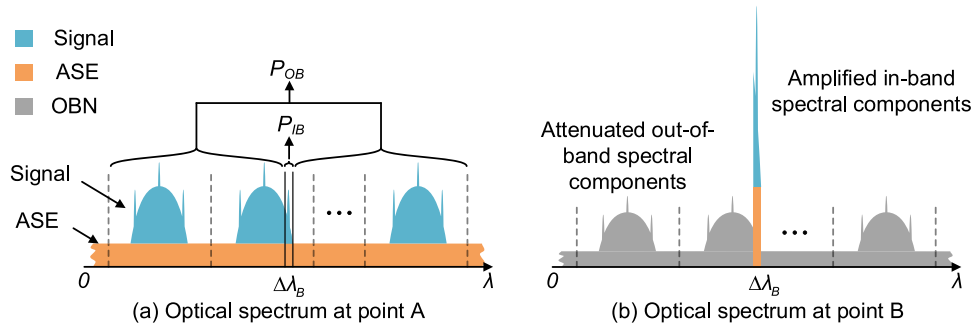 Signal
ASE
OBN
P_OB
P_IB
Signal
ASE
...
0
Δλ_B
λ
(a) Optical spectrum at point A
Amplified in-band
spectral components
Attenuated out-of-
band spectral
components
...
0
Δλ_B
λ
(b) Optical spectrum at point B